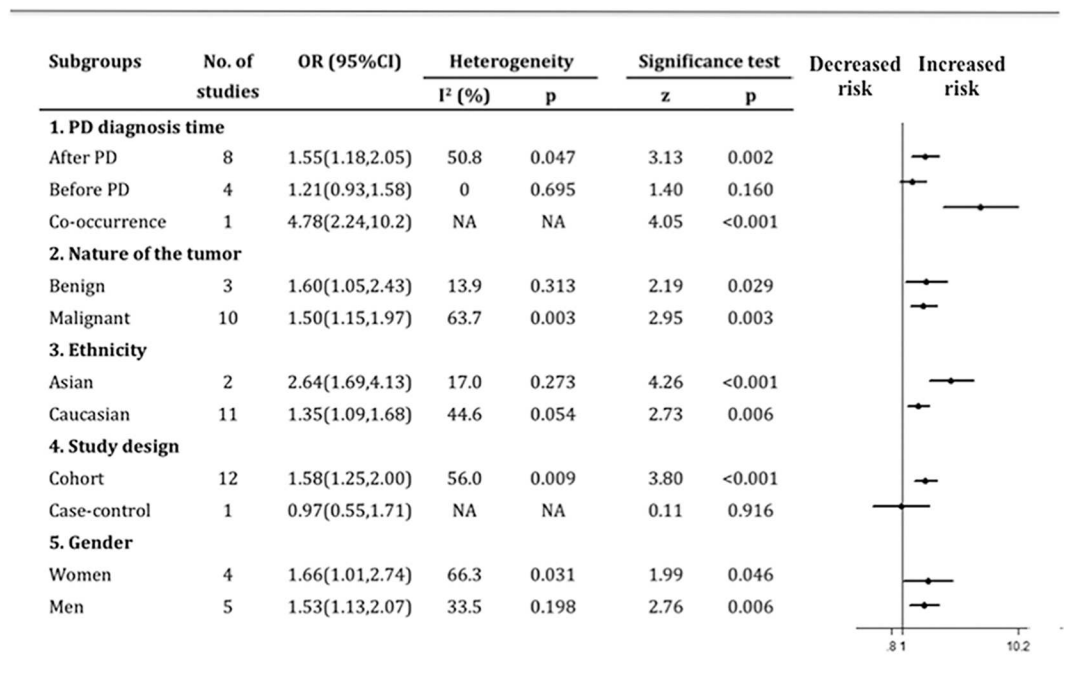 Subgroups No. of studies OR (95%CI) Heterogeneity Significance test Decreased risk Increased risk
I² (%) p z p
1. PD diagnosis time
After PD 8 1.55(1.18,2.05) 50.8 0.047 3.13 0.002
Before PD 4 1.21(0.93,1.58) 0 0.695 1.40 0.160
Co-occurrence 1 4.78(2.24,10.2) NA NA 4.05 <0.001
2. Nature of the tumor
Benign 3 1.60(1.05,2.43) 13.9 0.313 2.19 0.029
Malignant 10 1.50(1.15,1.97) 63.7 0.003 2.95 0.003
3. Ethnicity
Asian 2 2.64(1.69,4.13) 17.0 0.273 4.26 <0.001
Caucasian 11 1.35(1.09,1.68) 44.6 0.054 2.73 0.006
4. Study design
Cohort 12 1.58(1.25,2.00) 56.0 0.009 3.80 <0.001
Case-control 1 0.97(0.55,1.71) NA NA 0.11 0.916
5. Gender
Women 4 1.66(1.01,2.74) 66.3 0.031 1.99 0.046
Men 5 1.53(1.13,2.07) 33.5 0.198 2.76 0.006
.8 1 10.2